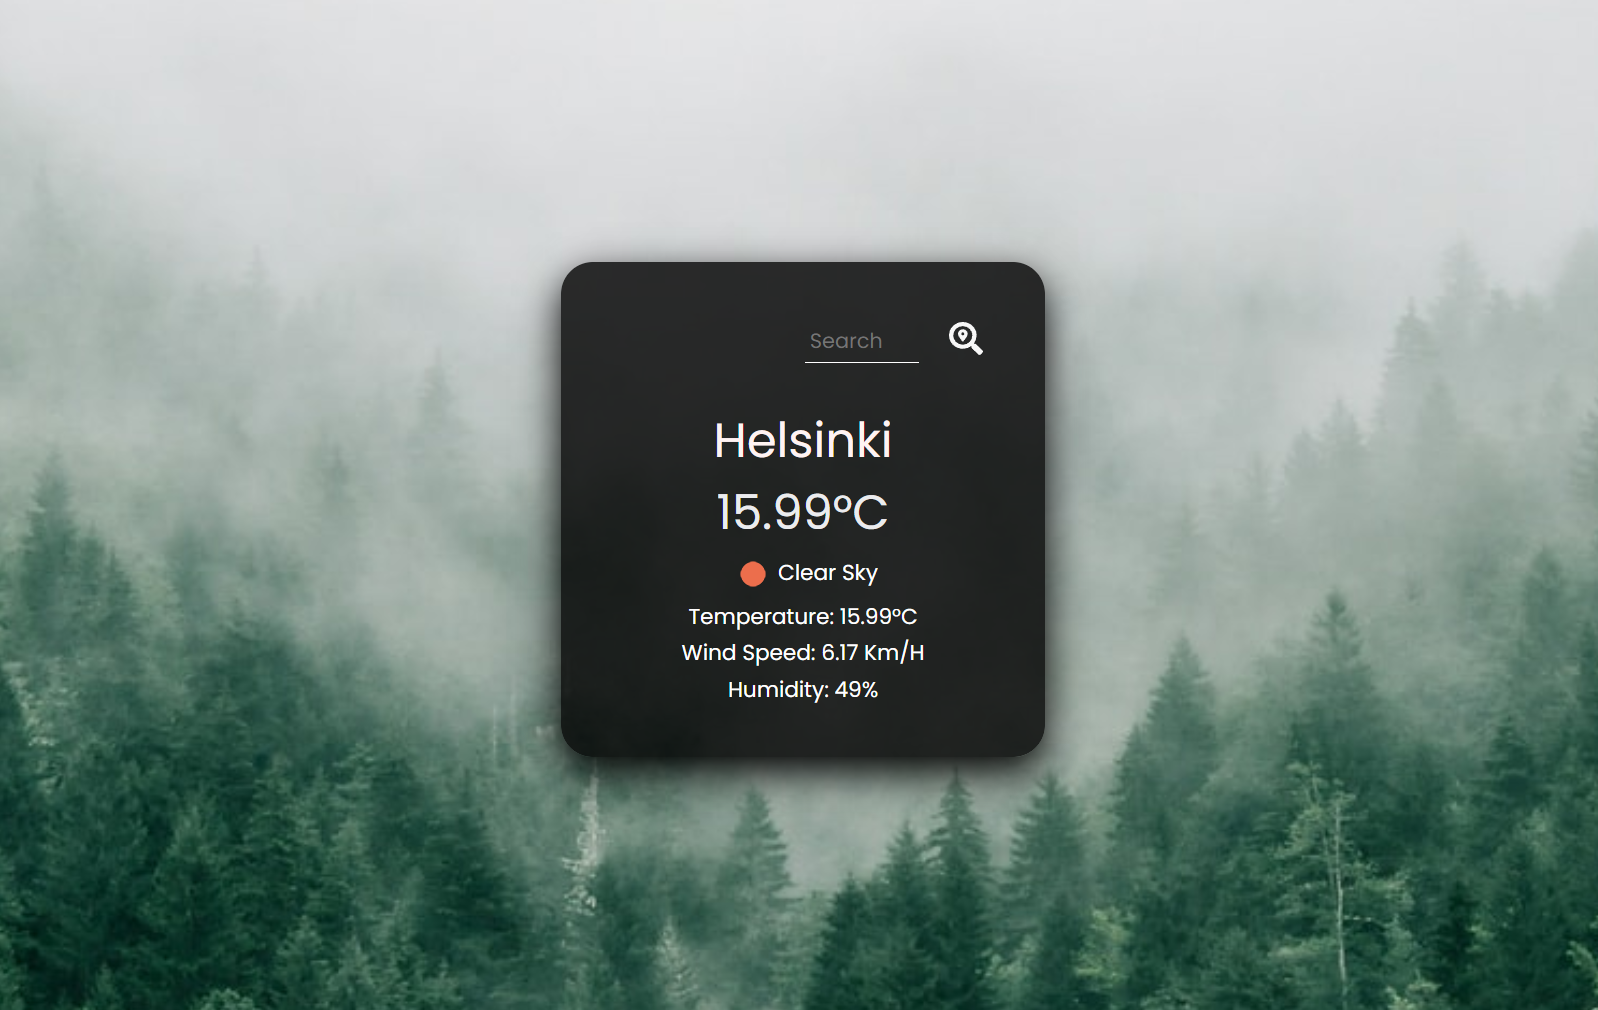 Search
Helsinki
15.99°C
Clear Sky
Temperature: 15.99°C
Wind Speed: 6.17 Km/H
Humidity: 49%